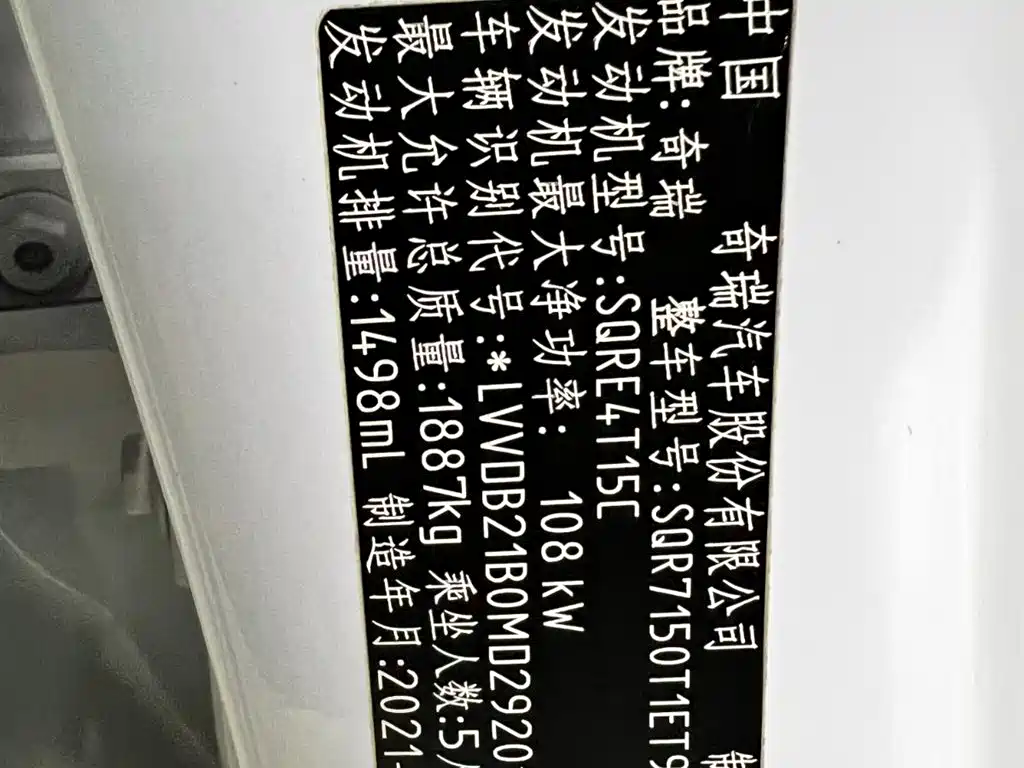 中国 奇瑞汽车股份有限公司
品牌:奇瑞 整车型号:SQR7150T1ET9
发动机型号:SQRE4T15C
发动机最大净功率: 108 kW
车辆识别代号:*LVVDB21B0MD2920
最大允许总质量:1887kg 乘坐人数:5人
发动机排量:1498ml 制造年月:2021-